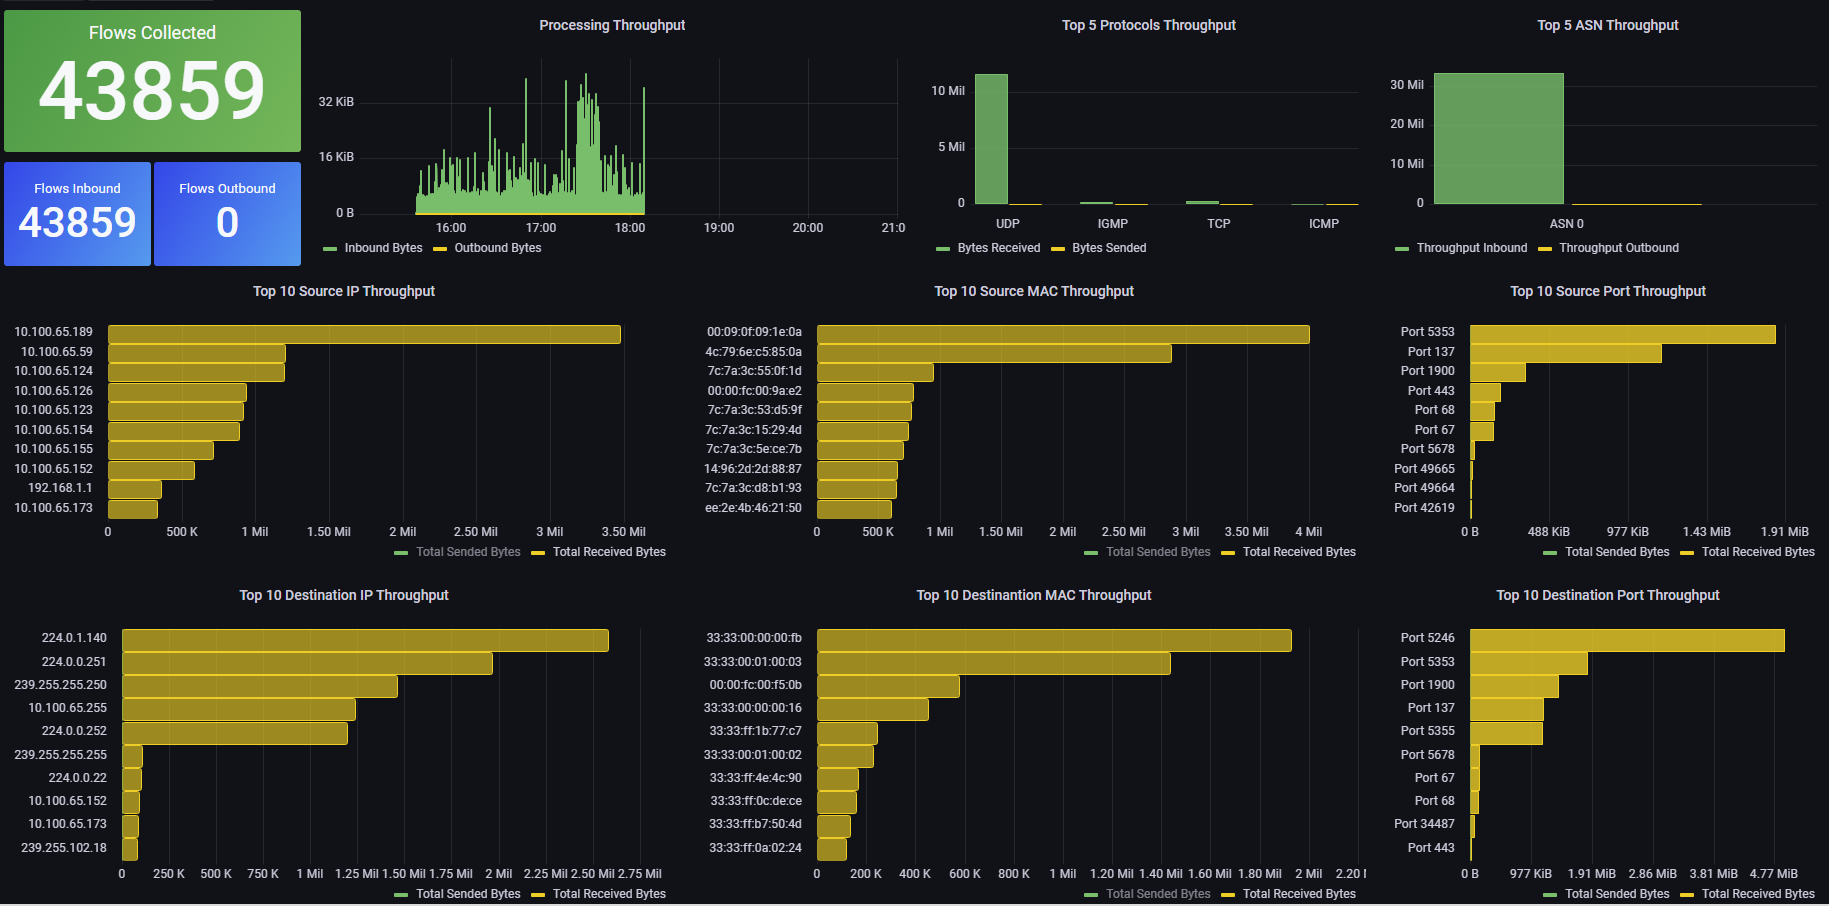 Flows Collected
43859
Flows Inbound
43859
Flows Outbound
0
Processing Throughput
32 KiB
16 KiB
0 B
16:00 17:00 18:00 19:00 20:00 21:0
Inbound Bytes Outbound Bytes
Top 5 Protocols Throughput
10 Mil
5 Mil
0
UDP IGMP TCP ICMP
Bytes Received Bytes Sended
Top 5 ASN Throughput
30 Mil
20 Mil
10 Mil
0
ASN 0
Throughput Inbound Throughput Outbound
Top 10 Source IP Throughput
10.100.65.189
10.100.65.59
10.100.65.124
10.100.65.126
10.100.65.123
10.100.65.154
10.100.65.155
10.100.65.152
192.168.1.1
10.100.65.173
0 500 K 1 Mil 1.50 Mil 2 Mil 2.50 Mil 3 Mil 3.50 Mil
Total Sended Bytes Total Received Bytes
Top 10 Source MAC Throughput
00:09:0f:09:1e:0a
4c:79:6e:c5:85:0a
7c:7a:3c:55:0f:1d
00:00:fc:00:9a:e2
7c:7a:3c:53:d5:9f
7c:7a:3c:15:29:4d
7c:7a:3c:5e:ce:7b
14:96:2d:2d:88:87
7c:7a:3c:d8:b1:93
ee:2e:4b:46:21:50
0 500 K 1 Mil 1.50 Mil 2 Mil 2.50 Mil 3 Mil 3.50 Mil 4 Mil
Total Sended Bytes Total Received Bytes
Top 10 Source Port Throughput
Port 5353
Port 137
Port 1900
Port 443
Port 68
Port 67
Port 5678
Port 49665
Port 49664
Port 42619
0 B 488 KiB 977 KiB 1.43 MiB 1.91 MiB
Total Sended Bytes Total Received Bytes
Top 10 Destination IP Throughput
224.0.1.140
224.0.0.251
239.255.255.250
10.100.65.255
224.0.0.252
239.255.255.255
224.0.0.22
10.100.65.152
10.100.65.173
239.255.102.18
0 250 K 500 K 750 K 1 Mil 1.25 Mil 1.50 Mil 1.75 Mil 2 Mil 2.25 Mil 2.50 Mil 2.75 Mil
Total Sended Bytes Total Received Bytes
Top 10 Destinantion MAC Throughput
33:33:00:00:00:fb
33:33:00:01:00:03
00:00:fc:00:f5:0b
33:33:00:00:00:16
33:33:ff:1b:77:c7
33:33:00:01:00:02
33:33:ff:4e:4c:90
33:33:ff:0c:de:ce
33:33:ff:b7:50:4d
33:33:ff:0a:02:24
0 200 K 400 K 600 K 800 K 1 Mil 1.20 Mil 1.40 Mil 1.60 Mil 1.80 Mil 2 Mil 2.20 M
Total Sended Bytes Total Received Bytes
Top 10 Destination Port Throughput
Port 5246
Port 5353
Port 1900
Port 137
Port 5355
Port 5678
Port 67
Port 68
Port 34487
Port 443
0 B 977 KiB 1.91 MiB 2.86 MiB 3.81 MiB 4.77 MiB
Total Sended Bytes Total Received Bytes